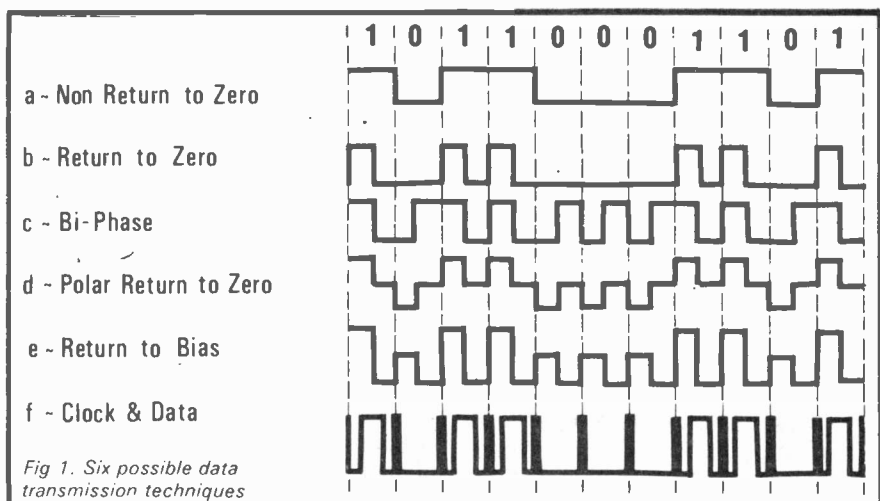 1 0 1 1 0 0 0 1 1 0 1
a - Non Return to Zero
b - Return to Zero
c - Bi-Phase
d - Polar Return to Zero
e - Return to Bias
f - Clock & Data
Fig 1. Six possible data
transmission techniques